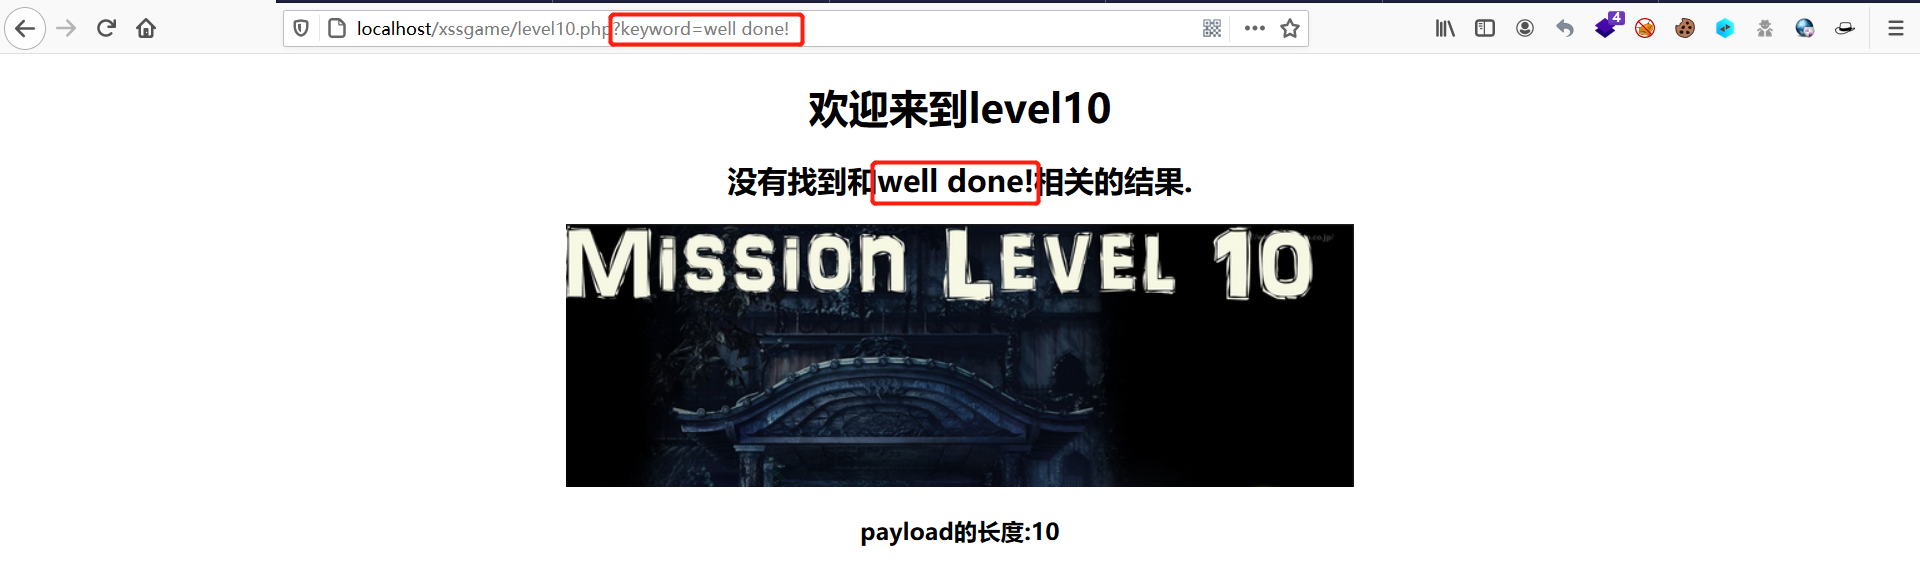 localhost/xssgame/level10.php?keyword=well done!
4
欢迎来到level10
没有找到和well done!相关的结果.
Mission Level 10
payload的长度:10